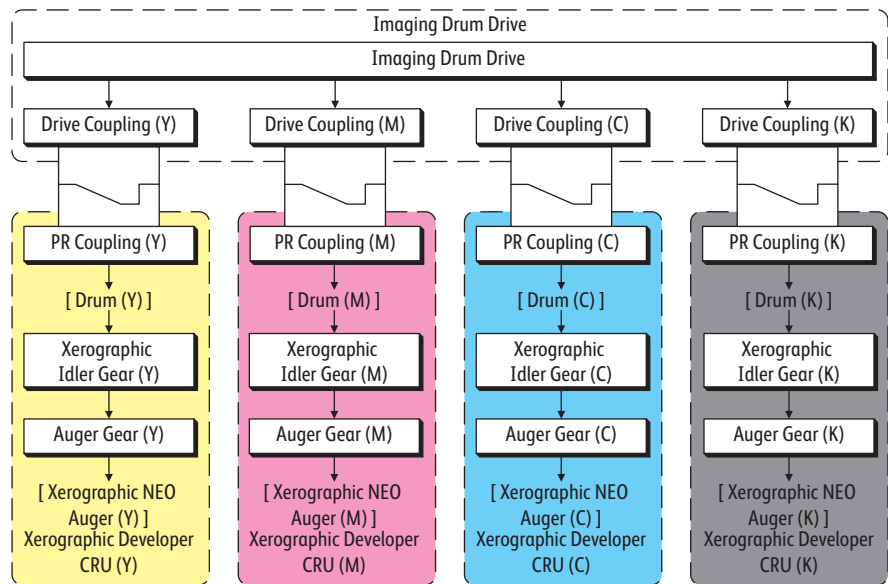 Imaging Drum Drive
Imaging Drum Drive
Drive Coupling (Y)
Drive Coupling (M)
Drive Coupling (C)
Drive Coupling (K)
PR Coupling (Y)
[ Drum (Y) ]
Xerographic
Idler Gear (Y)
Auger Gear (Y)
[ Xerographic NEO
Auger (Y) ]
Xerographic Developer
CRU (Y)
PR Coupling (M)
[ Drum (M) ]
Xerographic
Idler Gear (M)
Auger Gear (M)
[ Xerographic NEO
Auger (M) ]
Xerographic Developer
CRU (M)
PR Coupling (C)
[ Drum (C) ]
Xerographic
Idler Gear (C)
Auger Gear (C)
[ Xerographic NEO
Auger (C) ]
Xerographic Developer
CRU (C)
PR Coupling (K)
[ Drum (K) ]
Xerographic
Idler Gear (K)
Auger Gear (K)
[ Xerographic NEO
Auger (K) ]
Xerographic Developer
CRU (K)